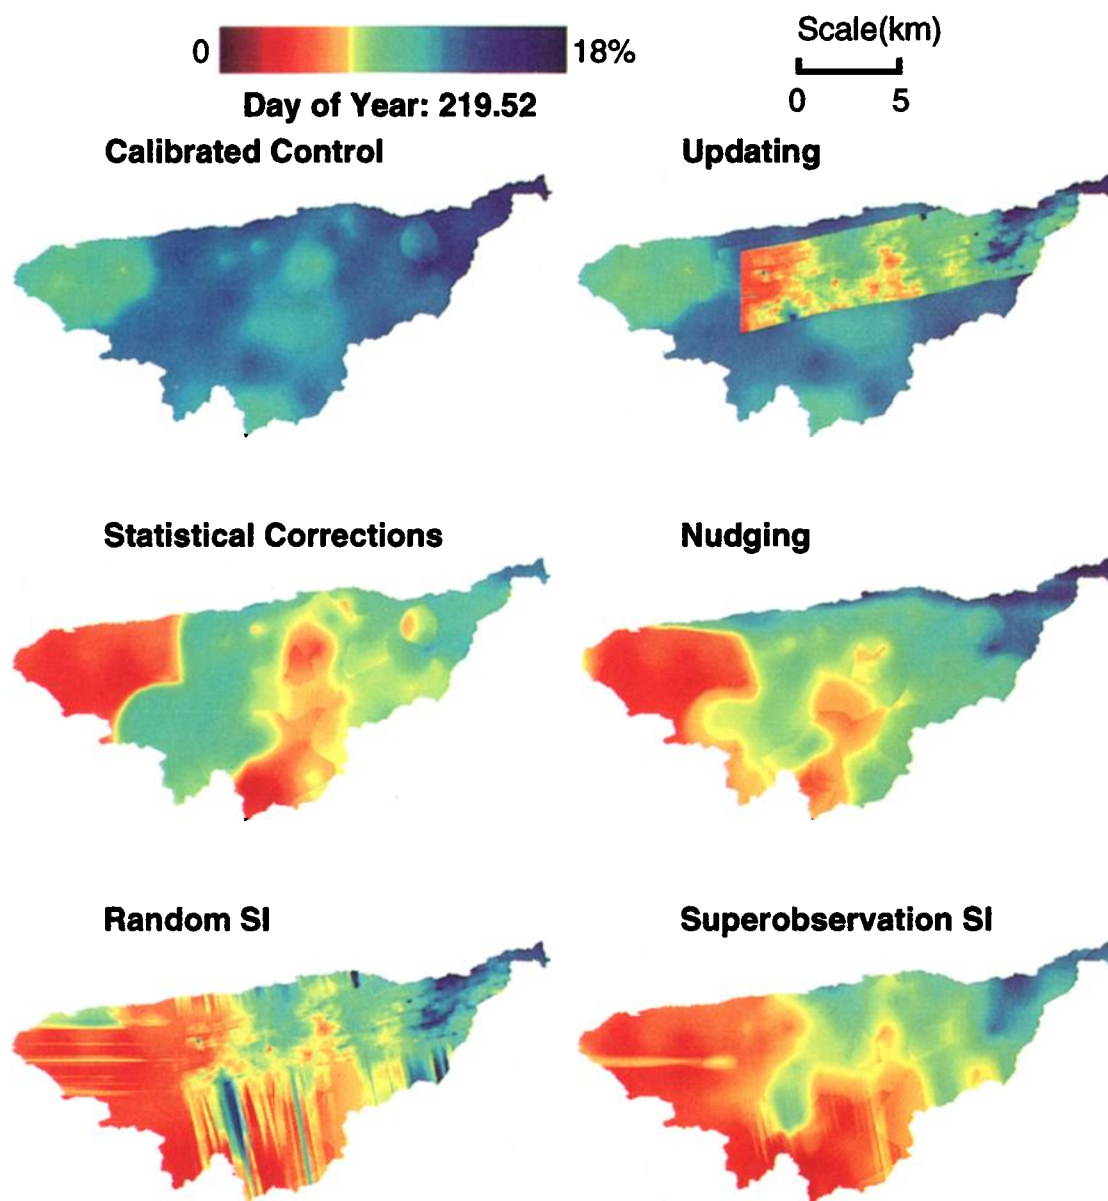 0 18% Scale(km)
Day of Year: 219.52 0 5
Calibrated Control Updating
Statistical Corrections Nudging
Random SI Superobservation SI